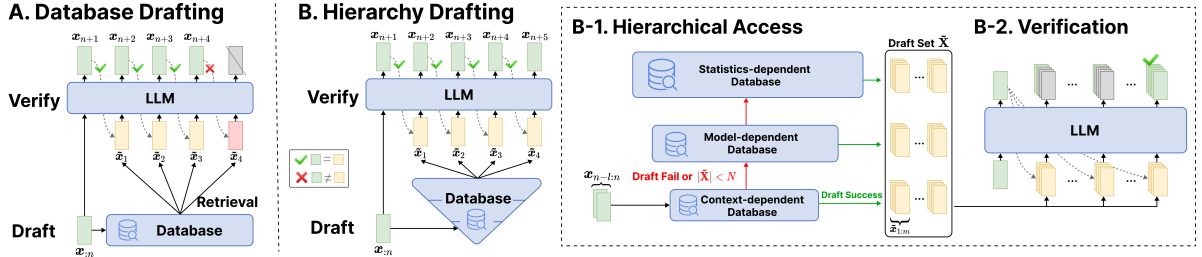 A. Database Drafting
x_{n+1} x_{n+2} x_{n+3} x_{n+4}
Verify
LLM
x̃_1 x̃_2 x̃_3 x̃_4
Retrieval
Draft
Database
x_{:n}
B. Hierarchy Drafting
x_{n+1} x_{n+2} x_{n+3} x_{n+4} x_{n+5}
Verify
LLM
x̃_1 x̃_2 x̃_3 x̃_4
=
≠
Database
Draft
x_{:n}
B-1. Hierarchical Access
Draft Set X̃
Statistics-dependent
Database
Model-dependent
Database
Draft Fail or |X̃| < N
x_{n-l:n}
Context-dependent
Database
Draft Success
...
...
...
x̃_{1:m}
B-2. Verification
... ...
LLM
... ...